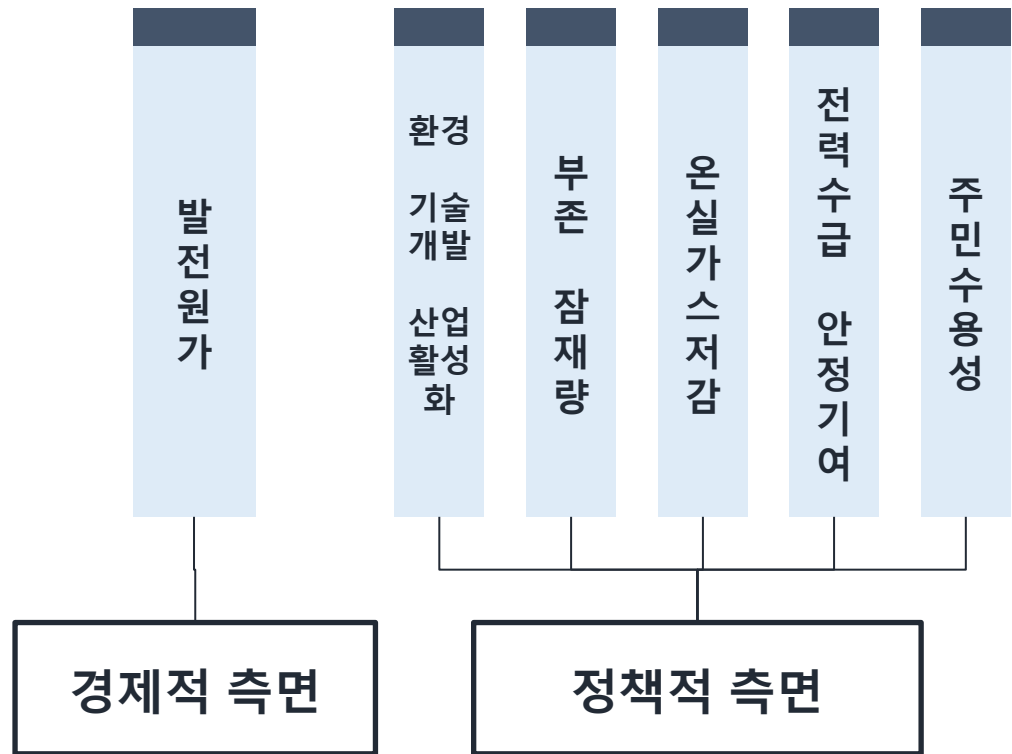 발전원가
환경
기술
개발
산업
활성
화
부존 잠재량
온실가스저감
전력수급 안정기여
주민수용성
경제적 측면
정책적 측면